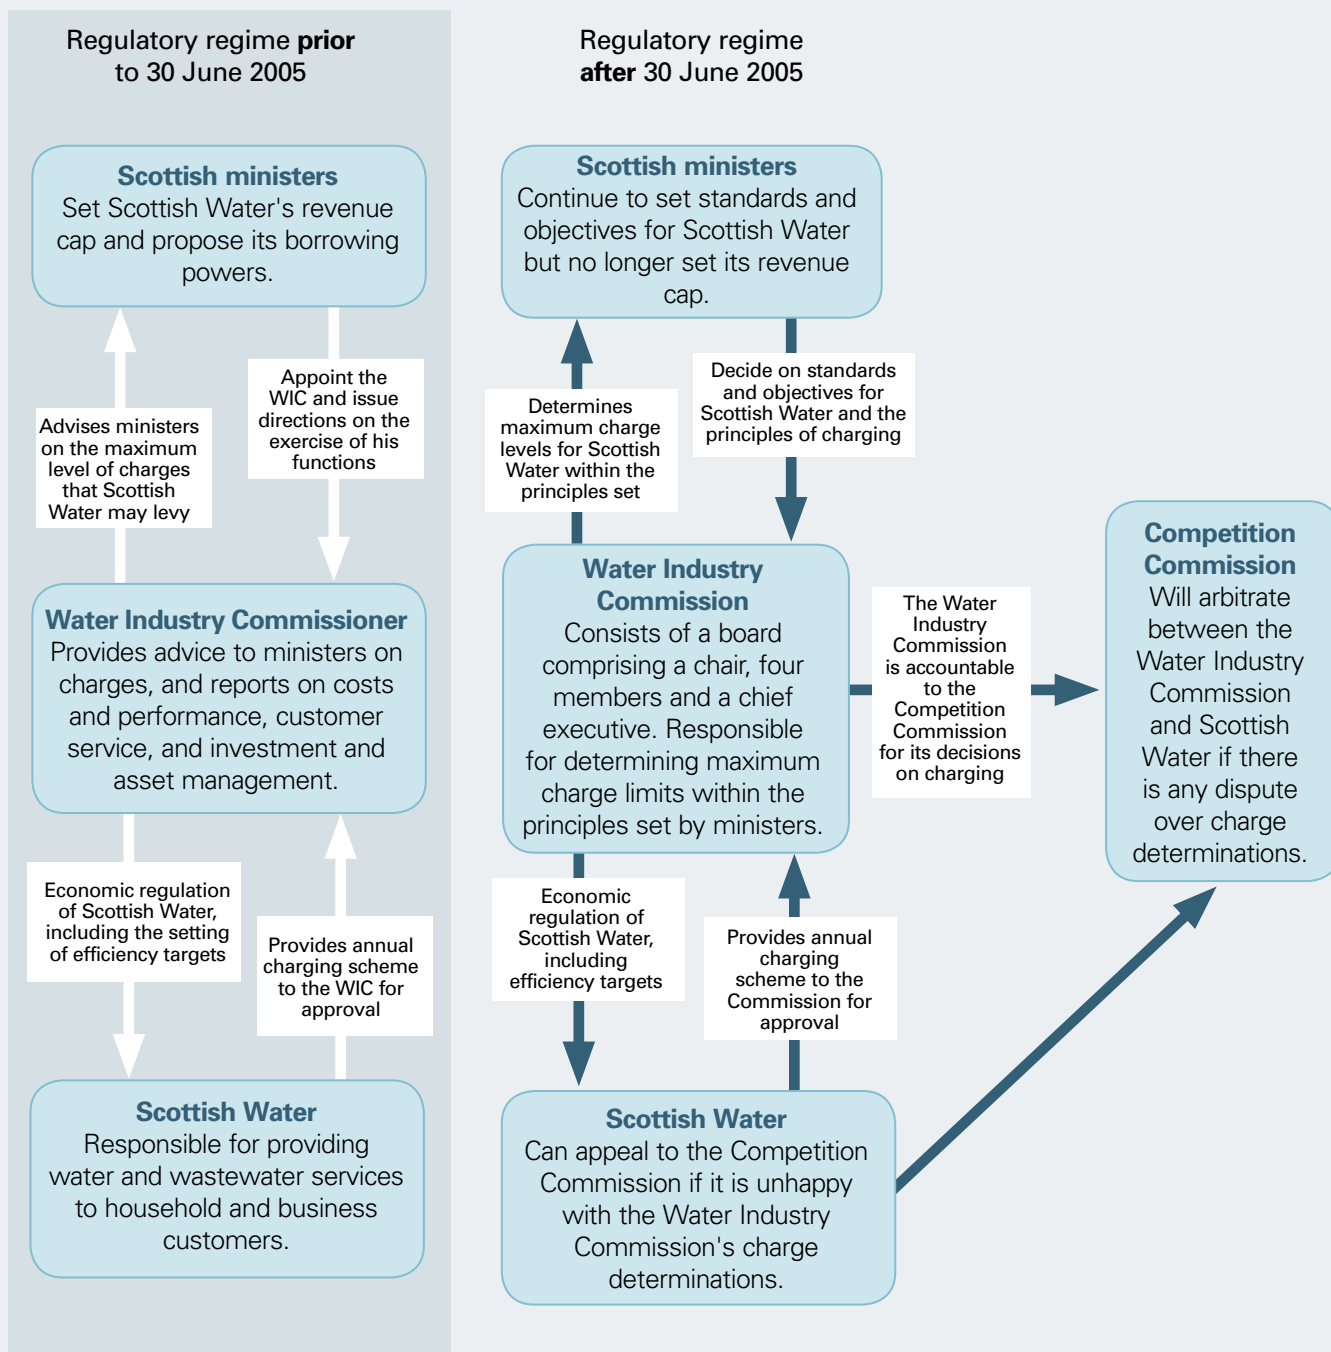 Regulatory regime prior
to 30 June 2005
Scottish ministers
Set Scottish Water's revenue
cap and propose its borrowing
powers.
Advises ministers
on the maximum
level of charges
that Scottish
Water may levy
Appoint the
WIC and issue
directions on the
exercise of his
functions
Water Industry Commissioner
Provides advice to ministers on
charges, and reports on costs
and performance, customer
service, and investment and
asset management.
Economic regulation
of Scottish Water,
including the setting
of efficiency targets
Provides annual
charging scheme
to the WIC for
approval
Scottish Water
Responsible for providing
water and wastewater services
to household and business
customers.
Regulatory regime
after 30 June 2005
Scottish ministers
Continue to set standards and
objectives for Scottish Water
but no longer set its revenue
cap.
Determines
maximum charge
levels for Scottish
Water within the
principles set
Decide on standards
and objectives for
Scottish Water and the
principles of charging
Water Industry
Commission
Consists of a board
comprising a chair, four
members and a chief
executive. Responsible
for determining maximum
charge limits within the
principles set by ministers.
The Water
Industry
Commission
is accountable
to the
Competition
Commission
for its decisions
on charging
Competition
Commission
Will arbitrate
between the
Water Industry
Commission
and Scottish
Water if there
is any dispute
over charge
determinations.
Economic
regulation of
Scottish Water,
including
efficiency targets
Provides annual
charging
scheme to the
Commission for
approval
Scottish Water
Can appeal to the Competition
Commission if it is unhappy
with the Water Industry
Commission's charge
determinations.